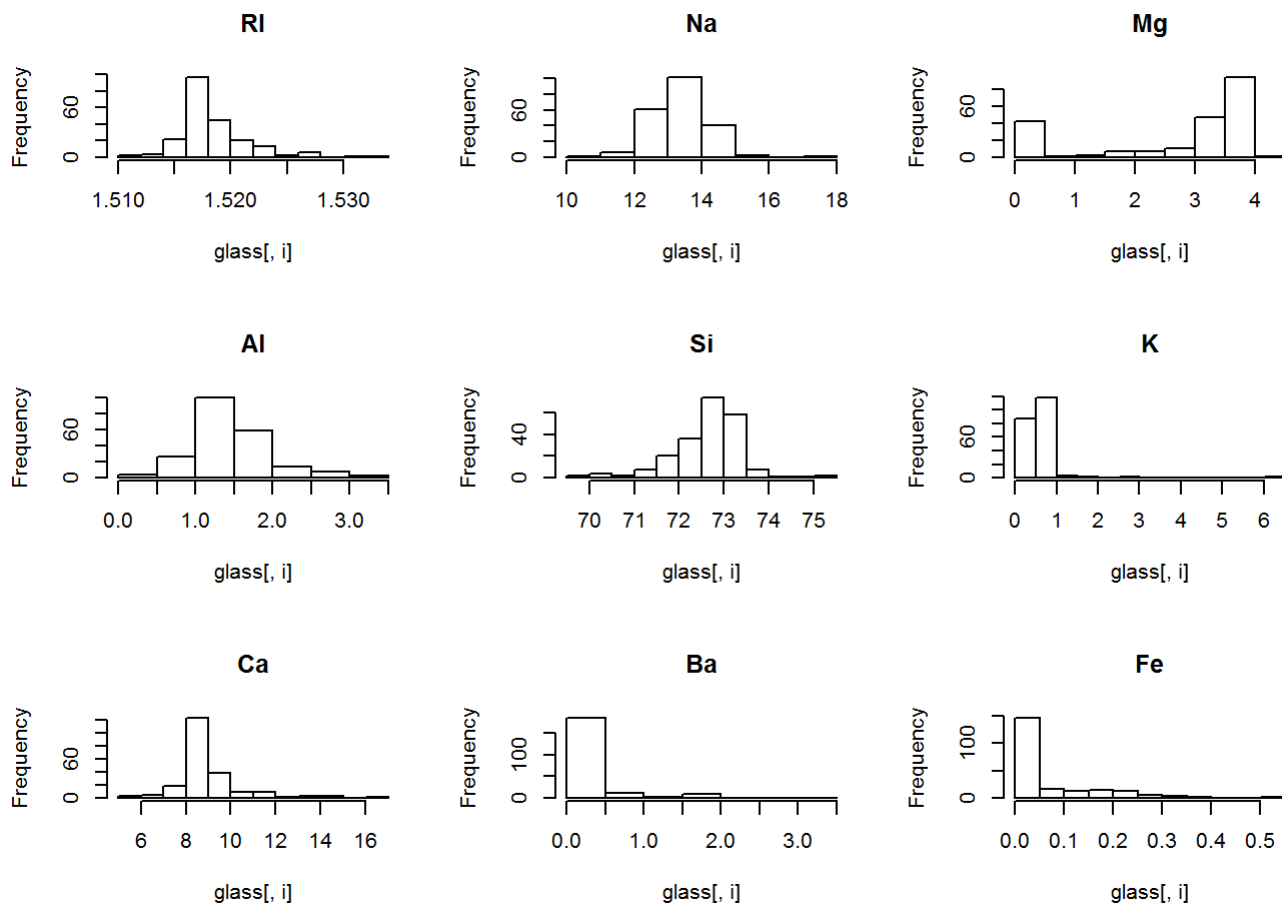 RI
Frequency
0
60
1.510
1.520
1.530
glass[, i]
Na
Frequency
0
60
10
12
14
16
18
glass[, i]
Mg
Frequency
0
40
80
0
1
2
3
4
glass[, i]
Al
Frequency
0
60
0.0
1.0
2.0
3.0
glass[, i]
Si
Frequency
0
40
70
71
72
73
74
75
glass[, i]
K
Frequency
0
60
0
1
2
3
4
5
6
glass[, i]
Ca
Frequency
0
60
6
8
10
12
14
16
glass[, i]
Ba
Frequency
0
100
0.0
1.0
2.0
3.0
glass[, i]
Fe
Frequency
0
100
0.0
0.1
0.2
0.3
0.4
0.5
glass[, i]